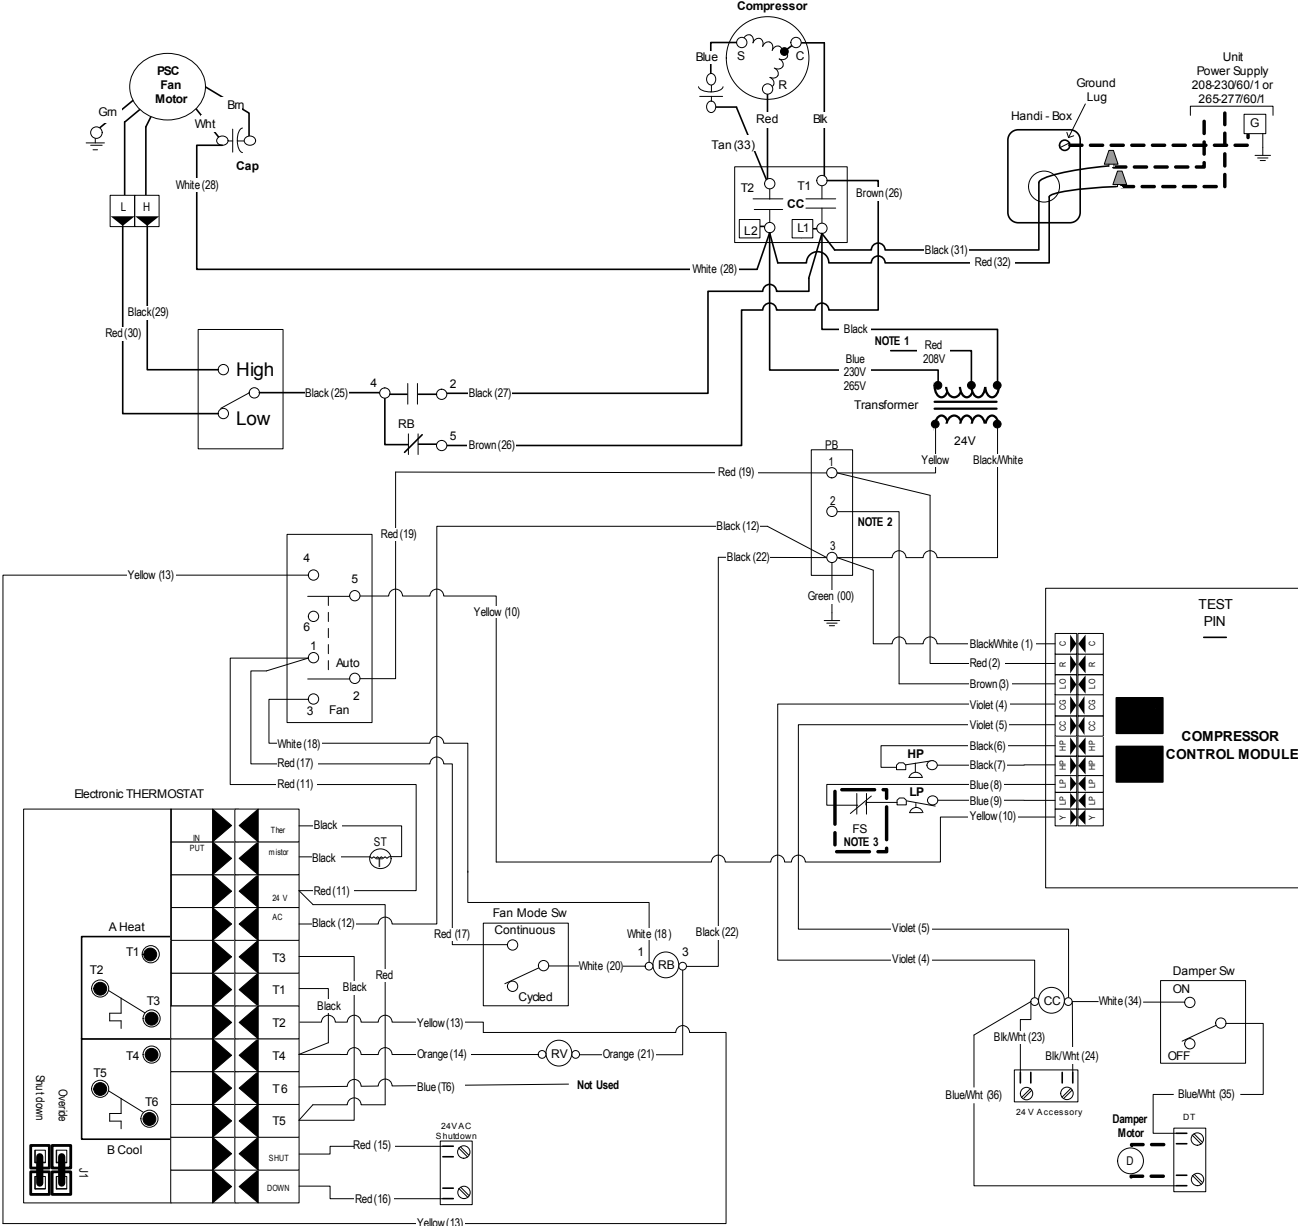 Compressor
PSC
Fan
Motor
Grn
Brn
Wht
Cap
White (28)
L
H
Black(29)
Red (30)
High
Low
Blue
S
C
R
Red
Blk
Tan (33)
T2
T1
CC
L2
L1
Brown (26)
White (28)
Black (31)
Red (32)
Ground
Lug
Handi - Box
Unit
Power Supply
208-230/60/1 or
265-277/60/1
G
Black (25)
4
2
Black (27)
RB
5
Brown (26)
Black
NOTE 1
Red
208V
Blue
230V
265V
Transformer
24V
Yellow
Black/White
PB
1
2
3
NOTE 2
Red (19)
Red (19)
Black (12)
Black (22)
Green (00)
Yellow (13)
4
5
6
1
Auto
2
3
Fan
Yellow (10)
White (18)
Red (17)
Red (11)
TEST
PIN
COMPRESSOR
CONTROL MODULE
Black/White (1)
Red (2)
Brown (3)
Violet (4)
Violet (5)
Black(6)
Black(7)
Blue (8)
Blue (9)
Yellow (10)
C C
R R
LO LO
CG CG
CC CC
HP HP
HP HP
LP LP
LP LP
Y Y
HP
LP
FS
NOTE 3
Electronic THERMOSTAT
IN
PUT
Ther
mistor
24 V
AC
T3
T1
T2
T4
T6
T5
SHUT
DOWN
Black
Black
ST
Red (11)
Black (12)
Red
Black
Black
Yellow (13)
Orange (14)
RV
Orange (21)
Blue (T6)
Not Used
Red (15)
Red (16)
24VAC
Shutdown
Yellow (13)
A Heat
T1
T2
T3
T4
T5
T6
B Cool
Shut down
Overide
J1
Fan Mode Sw
Continuous
Cycled
Red (17)
White (18)
White (20)
1
RB
3
Black (22)
Violet (5)
Violet (4)
CC
White (34)
Blk/Wht (23)
Blk/Wht (24)
24 V Accessory
Blue/Wht (36)
Damper Sw
ON
OFF
Blue/Wht (35)
Damper
Motor
D
DT